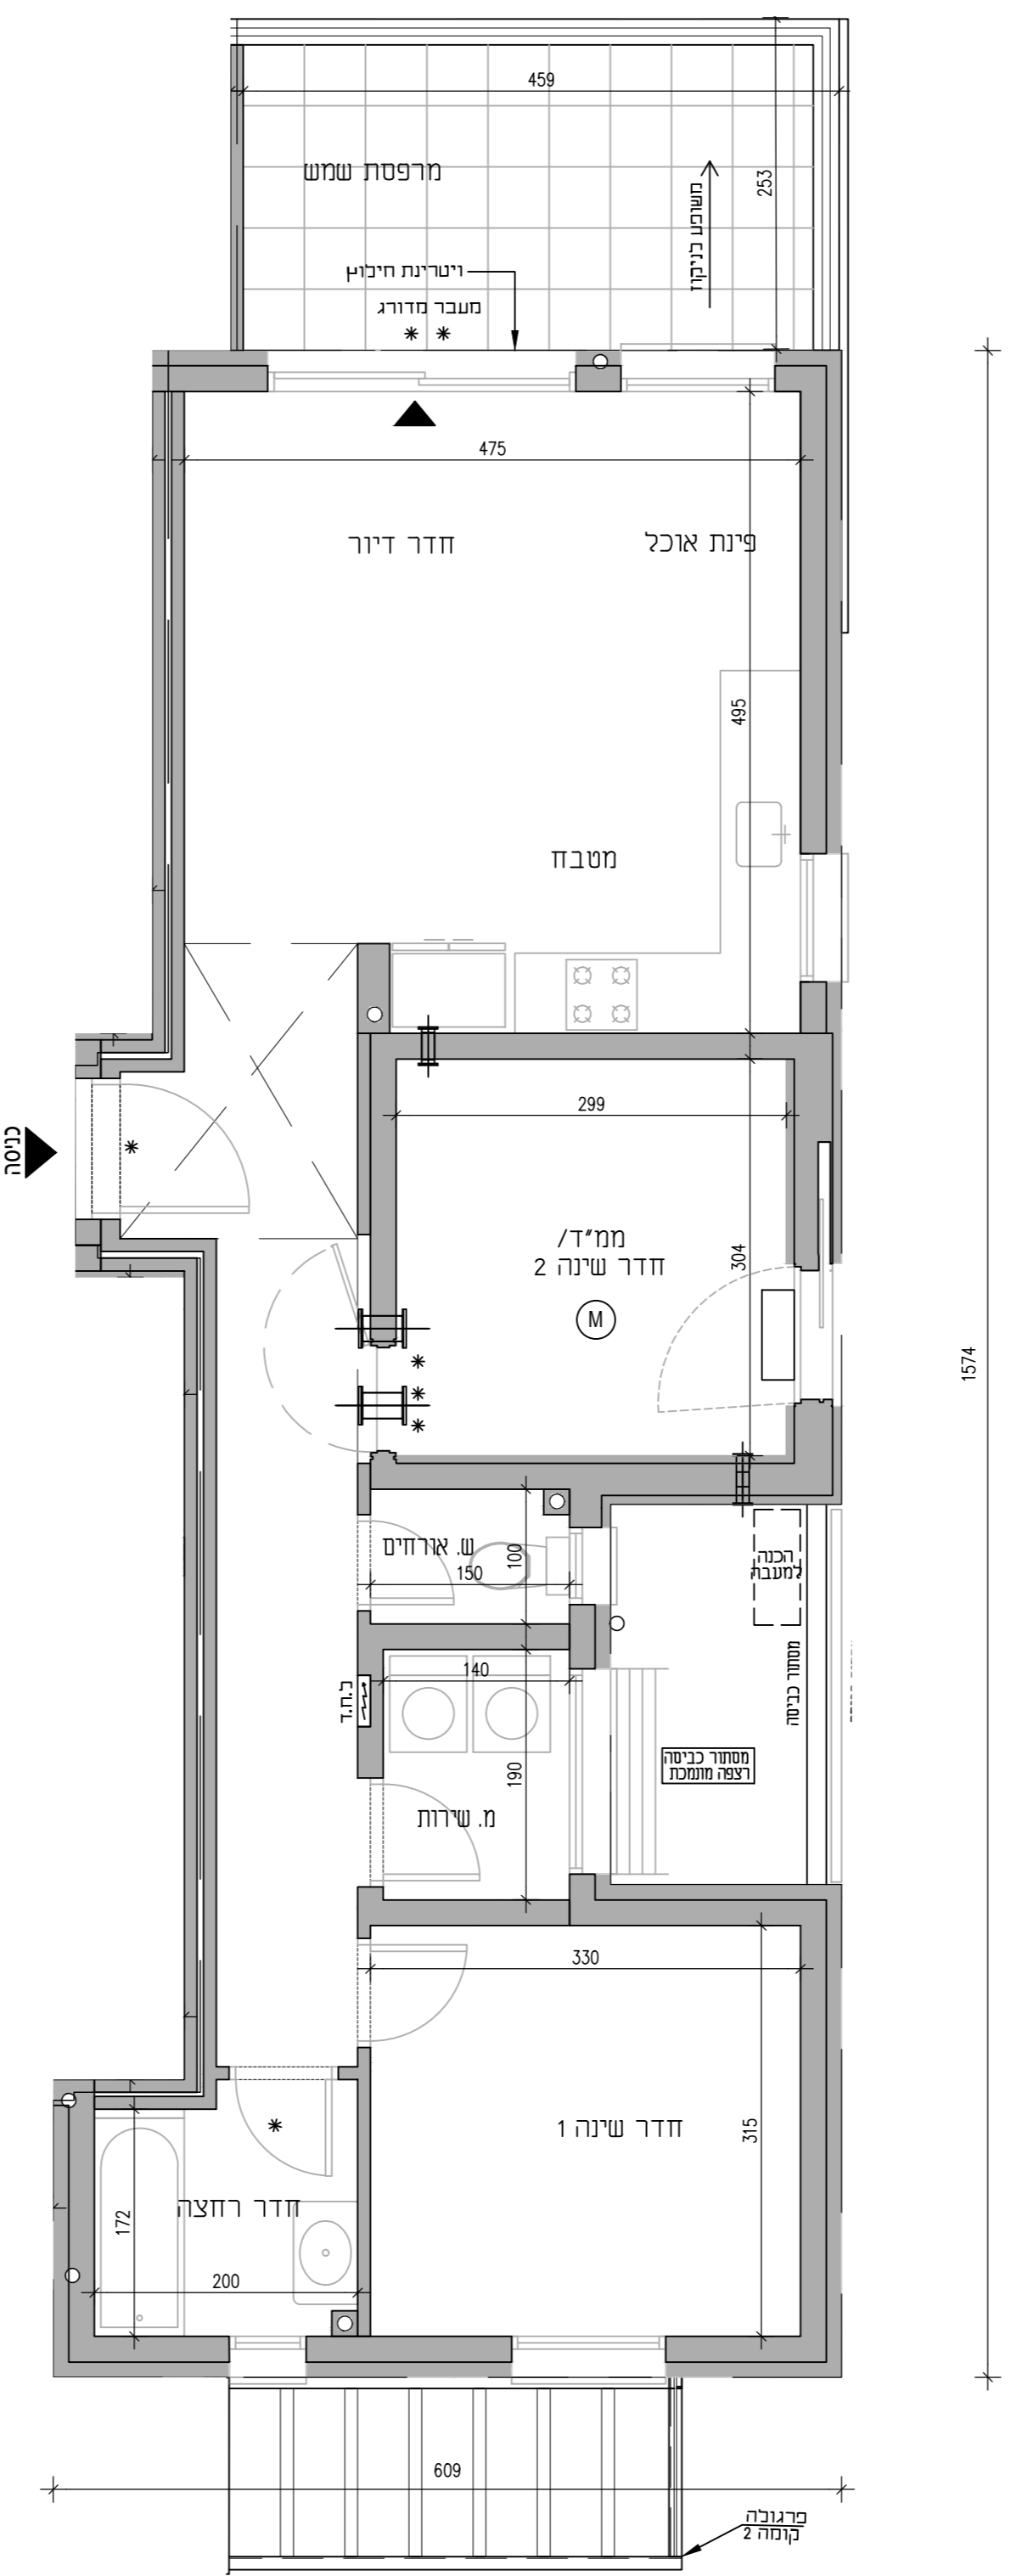 459
מרפסת שמש
253
משופע לניקוז
ויטרינת חילוץ
מעבר מדורג
* *
475
חדר דיור
פינת אוכל
495
מטבח
כניסה
*
299
ממ"ד/
חדר שינה 2
M
304
*
*
*
1574
ש. אורחים
100
150
הכנה
למעבה
מסתור כביסה
140
ל.ח.ד
מסתור כביסה
רצפה מונמכת
190
מ. שירות
330
חדר שינה 1
315
*
חדר רחצה
172
200
609
פרגולה
קומה 2